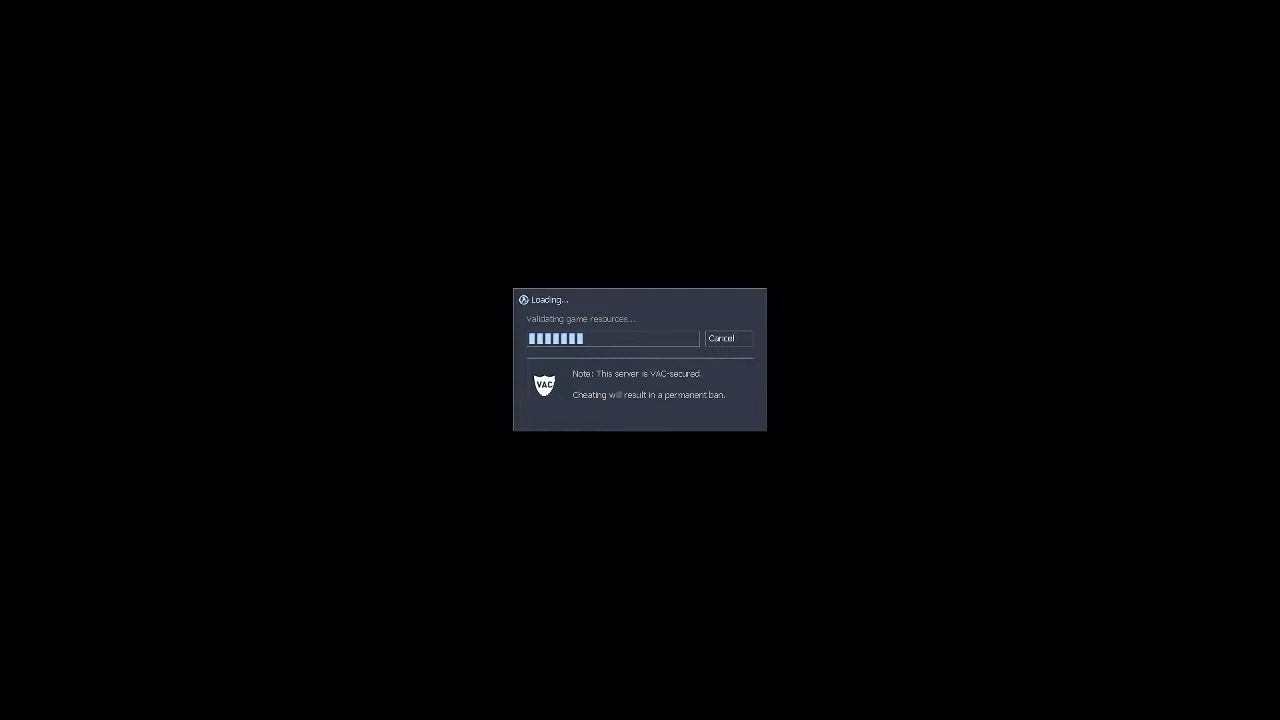 Loading...
Validating game resources...
Cancel
VAC
Note: This server is VAC-secured.
Cheating will result in a permanent ban.